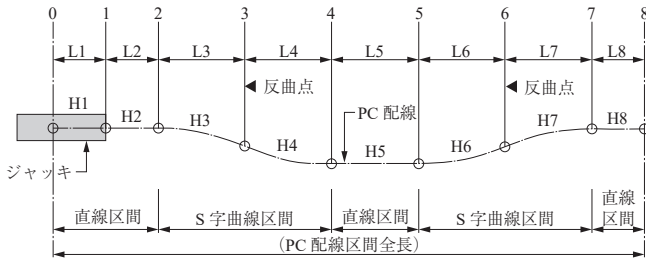 0 1 2 3 4 5 6 7 8
L1 L2 L3 L4 L5 L6 L7 L8
反曲点 反曲点
H1 H2 H3 H4 H5 H6 H7 H8
PC 配線
ジャッキ
直線区間 S 字曲線区間 直線区間 S 字曲線区間 直線区間
(PC 配線区間全長)